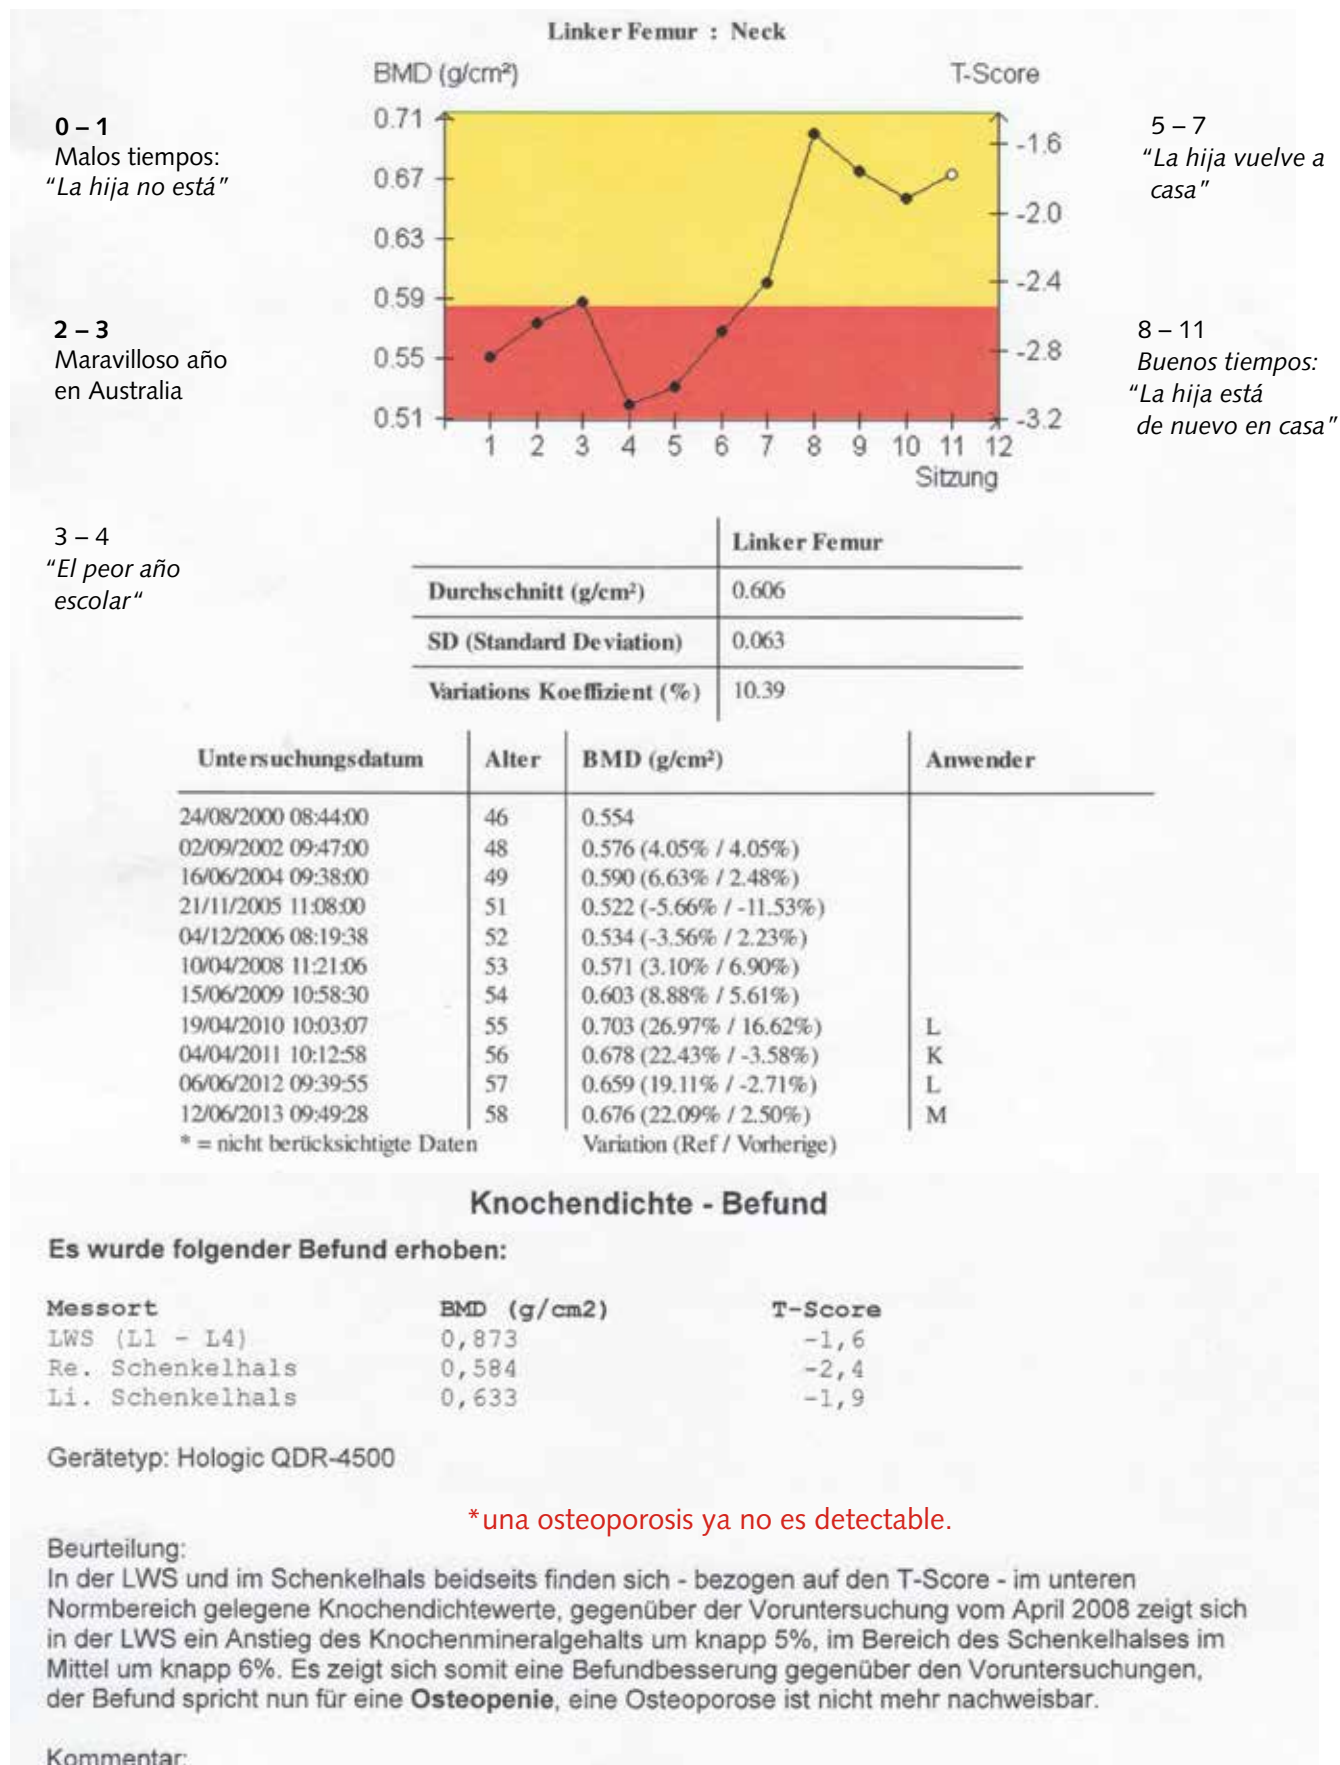 Linker Femur : Neck
BMD (g/cm²) T-Score
0.71
0.67
0.63
0.59
0.55
0.51
-1.6
-2.0
-2.4
-2.8
-3.2
1 2 3 4 5 6 7 8 9 10 11 12
Sitzung
0 – 1
Malos tiempos:
"La hija no está"
2 – 3
Maravilloso año
en Australia
3 – 4
"El peor año
escolar"
5 – 7
"La hija vuelve a
casa"
8 – 11
Buenos tiempos:
"La hija está
de nuevo en casa"
Linker Femur
Durchschnitt (g/cm²) 0.606
SD (Standard Deviation) 0.063
Variations Koeffizient (%) 10.39
Untersuchungsdatum Alter BMD (g/cm²) Anwender
24/08/2000 08:44:00 46 0.554
02/09/2002 09:47:00 48 0.576 (4.05% / 4.05%)
16/06/2004 09:38:00 49 0.590 (6.63% / 2.48%)
21/11/2005 11:08:00 51 0.522 (-5.66% / -11.53%)
04/12/2006 08:19:38 52 0.534 (-3.56% / 2.23%)
10/04/2008 11:21:06 53 0.571 (3.10% / 6.90%)
15/06/2009 10:58:30 54 0.603 (8.88% / 5.61%)
19/04/2010 10:03:07 55 0.703 (26.97% / 16.62%) L
04/04/2011 10:12:58 56 0.678 (22.43% / -3.58%) K
06/06/2012 09:39:55 57 0.659 (19.11% / -2.71%) L
12/06/2013 09:49:28 58 0.676 (22.09% / 2.50%) M
* = nicht berücksichtigte Daten Variation (Ref / Vorherige)
Knochendichte - Befund
Es wurde folgender Befund erhoben:
Messort BMD (g/cm2) T-Score
LWS (L1 - L4) 0,873 -1,6
Re. Schenkelhals 0,584 -2,4
Li. Schenkelhals 0,633 -1,9
Gerätetyp: Hologic QDR-4500
*una osteoporosis ya no es detectable.
Beurteilung:
In der LWS und im Schenkelhals beidseits finden sich - bezogen auf den T-Score - im unteren
Normbereich gelegene Knochendichtewerte, gegenüber der Voruntersuchung vom April 2008 zeigt sich
in der LWS ein Anstieg des Knochenmineralgehalts um knapp 5%, im Bereich des Schenkelhalses im
Mittel um knapp 6%. Es zeigt sich somit eine Befundbesserung gegenüber den Voruntersuchungen,
der Befund spricht nun für eine Osteopenie, eine Osteoporose ist nicht mehr nachweisbar.
Kommentar: